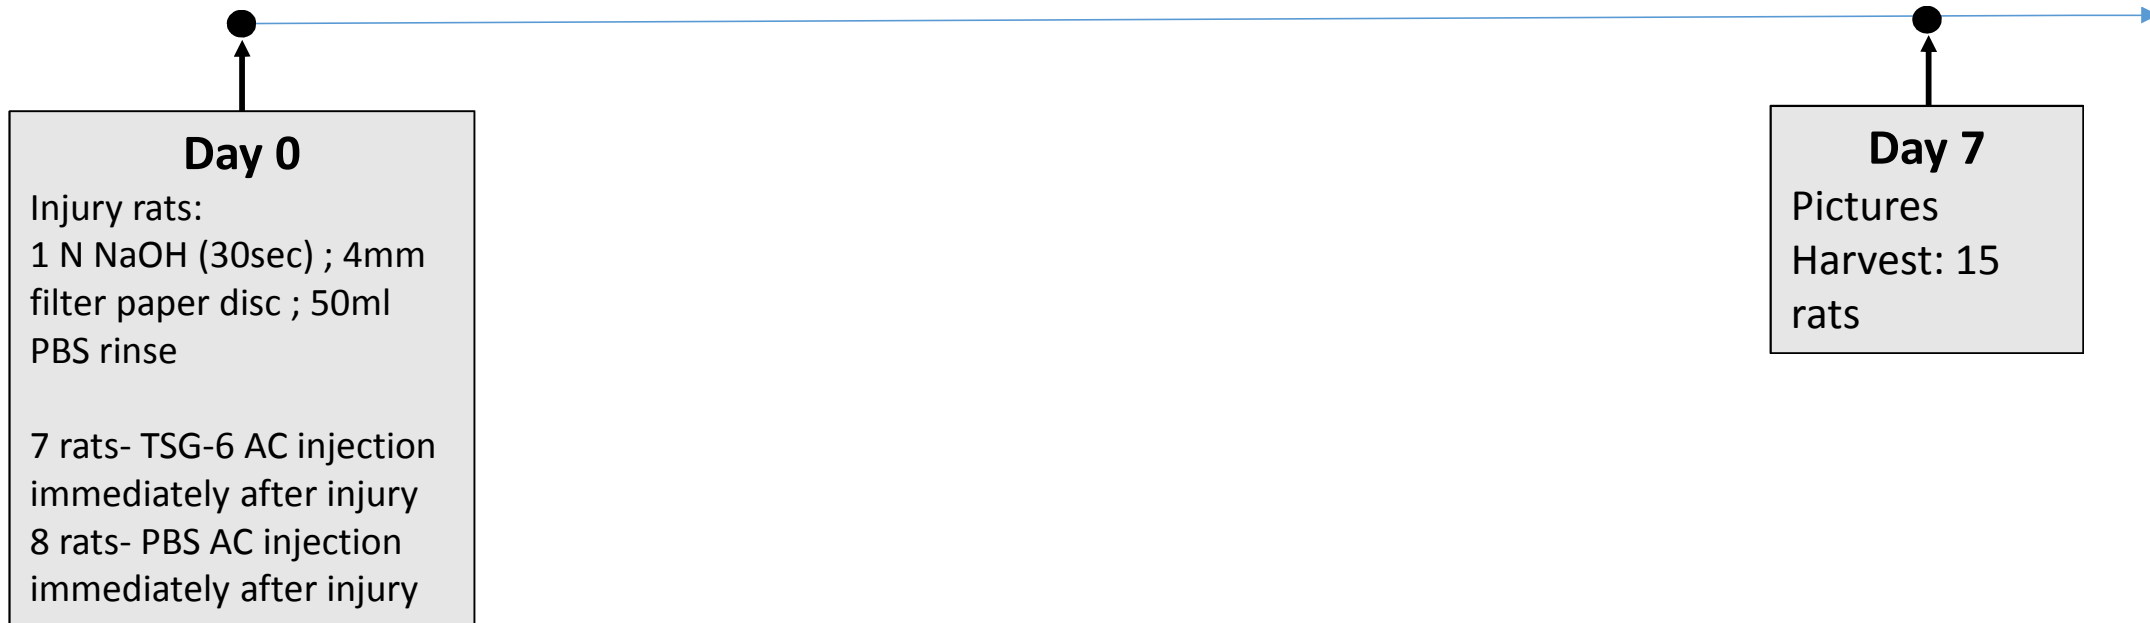 Day 0
Injury rats:
1 N NaOH (30sec) ; 4mm
filter paper disc ; 50ml
PBS rinse
7 rats- TSG-6 AC injection
immediately after injury
8 rats- PBS AC injection
immediately after injury
Day 7
Pictures
Harvest: 15
rats